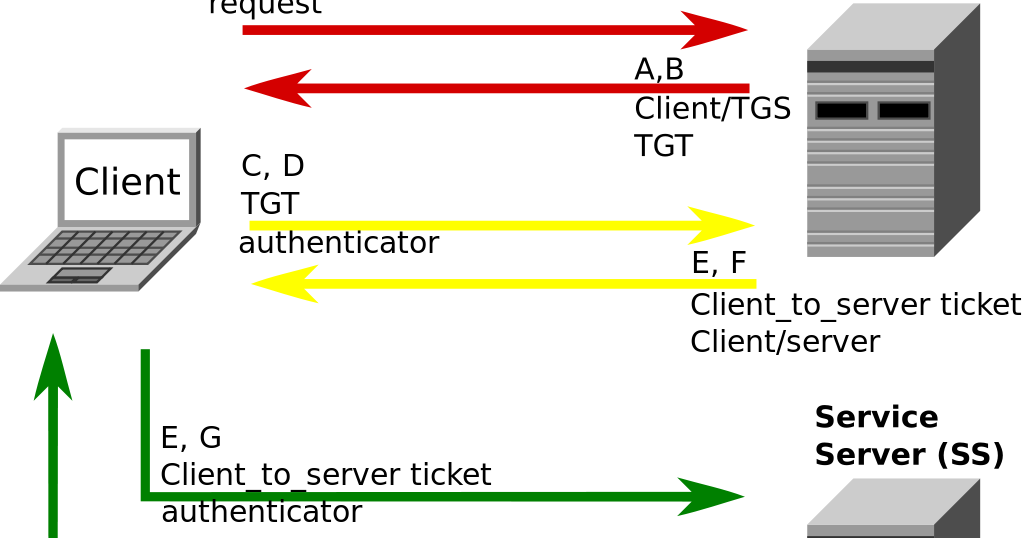 request
A,B
Client/TGS
TGT
Client
C, D
TGT
authenticator
E, F
Client_to_server ticket
Client/server
Service
Server (SS)
E, G
Client_to_server ticket
authenticator